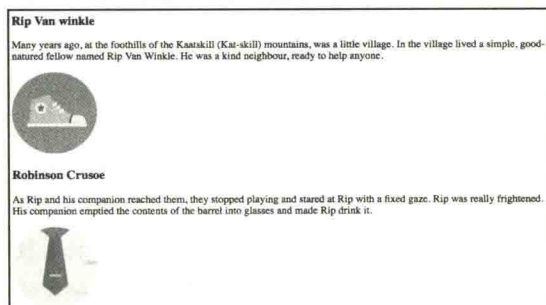 Rip Van winkle
Many years ago, at the foothills of the Kaatskill (Kat-skill) mountains, was a little village. In the village lived a simple, good-
natured fellow named Rip Van Winkle. He was a kind neighbour, ready to help anyone.
Robinson Crusoe
As Rip and his companion reached them, they stopped playing and stared at Rip with a fixed gaze. Rip was really frightened.
His companion emptied the contents of the barrel into glasses and made Rip drink it.